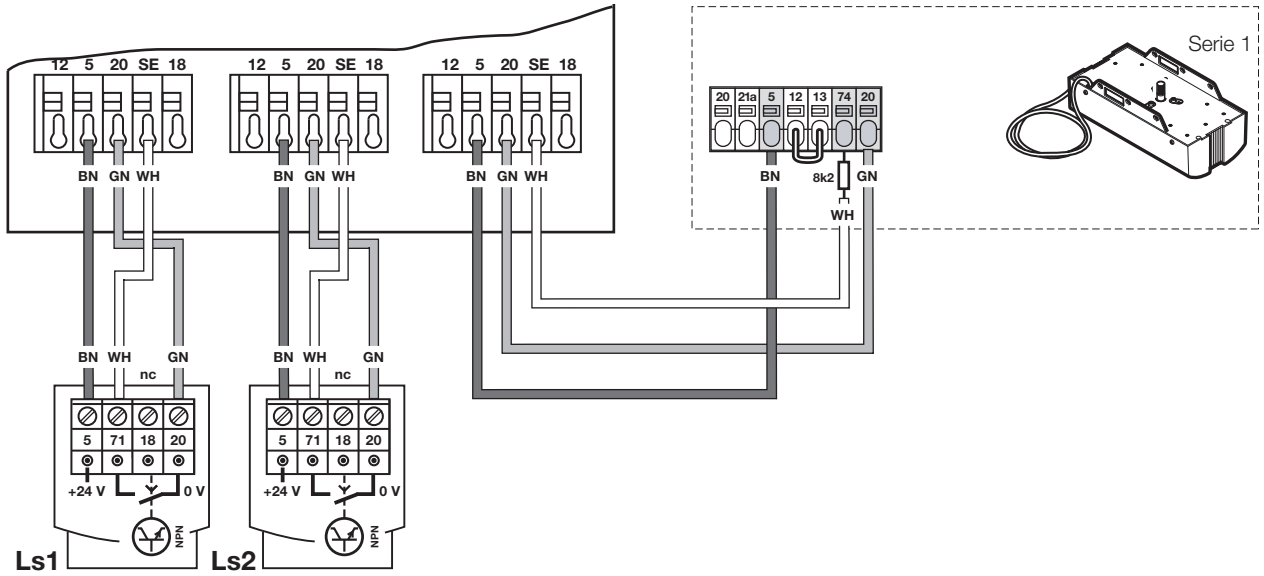 12 5 20 SE 18
12 5 20 SE 18
12 5 20 SE 18
Serie 1
20 21a 5 12 13 74 20
BN GN WH
BN GN WH
BN GN WH
BN 8k2 GN
WH
BN WH GN
nc
BN WH GN
nc
5 71 18 20
5 71 18 20
+24 V 0 V
+24 V 0 V
NPN
NPN
Ls1
Ls2